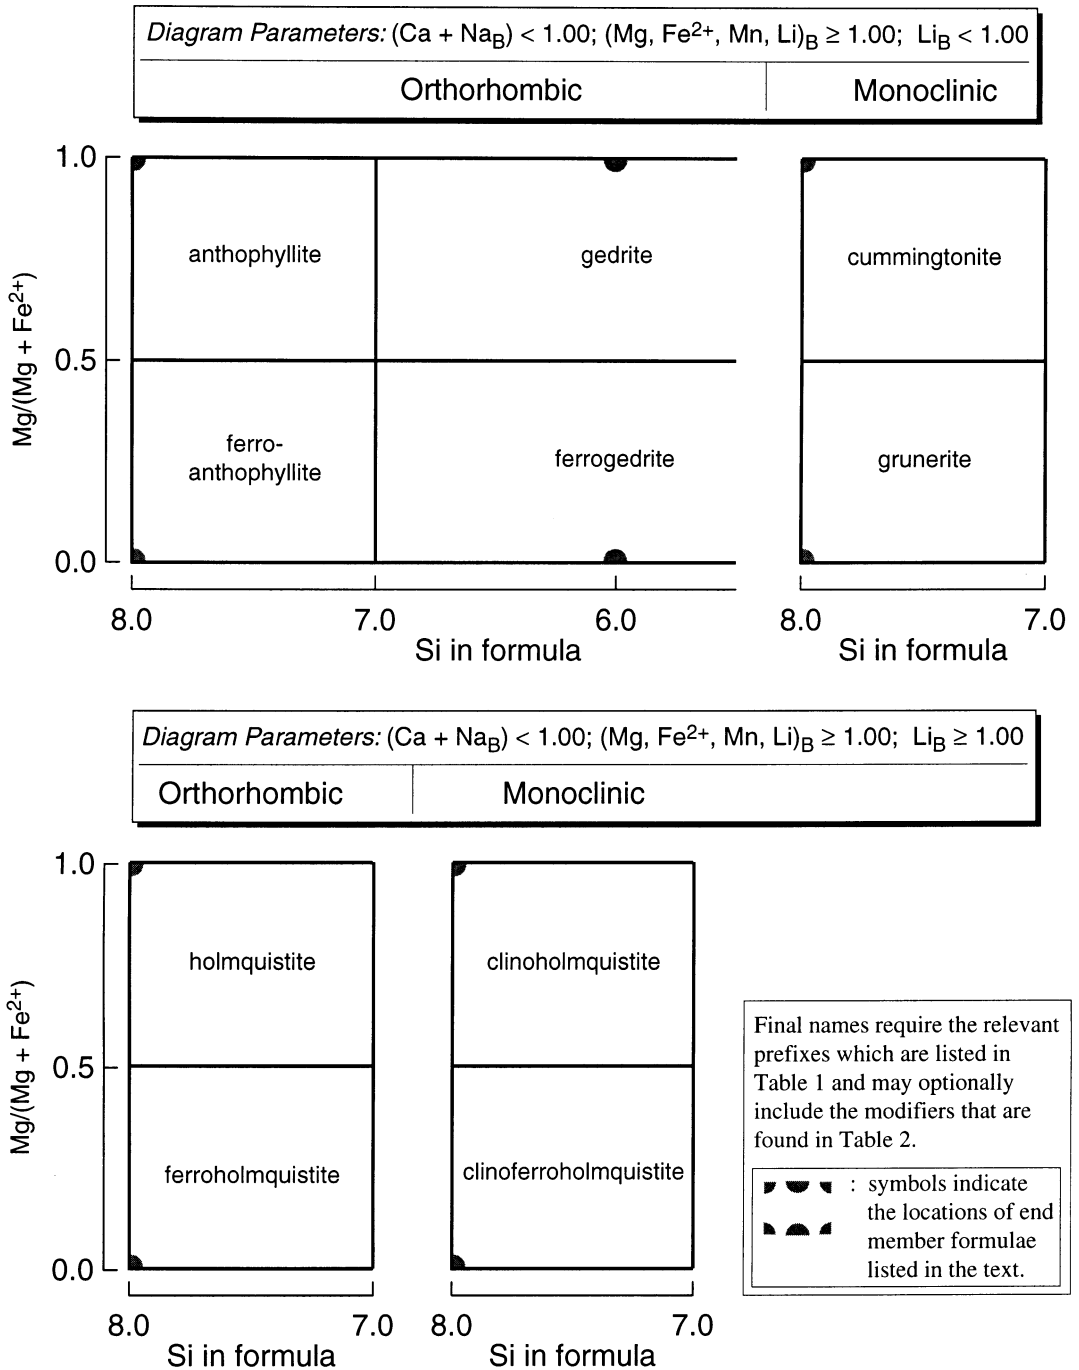 Diagram Parameters: (Ca + NaB) < 1.00; (Mg, Fe2+, Mn, Li)B ≥ 1.00; LiB < 1.00
Orthorhombic
Monoclinic
1.0
0.5
0.0
Mg/(Mg + Fe2+)
anthophyllite
gedrite
cummingtonite
ferro-
anthophyllite
ferrogedrite
grunerite
8.0
7.0
6.0
8.0
7.0
Si in formula
Si in formula
Diagram Parameters: (Ca + NaB) < 1.00; (Mg, Fe2+, Mn, Li)B ≥ 1.00; LiB ≥ 1.00
Orthorhombic
Monoclinic
1.0
0.5
0.0
Mg/(Mg + Fe2+)
holmquistite
clinoholmquistite
ferroholmquistite
clinoferroholmquistite
8.0
7.0
8.0
7.0
Si in formula
Si in formula
Final names require the relevant
prefixes which are listed in
Table 1 and may optionally
include the modifiers that are
found in Table 2.
: symbols indicate
the locations of end
member formulae
listed in the text.